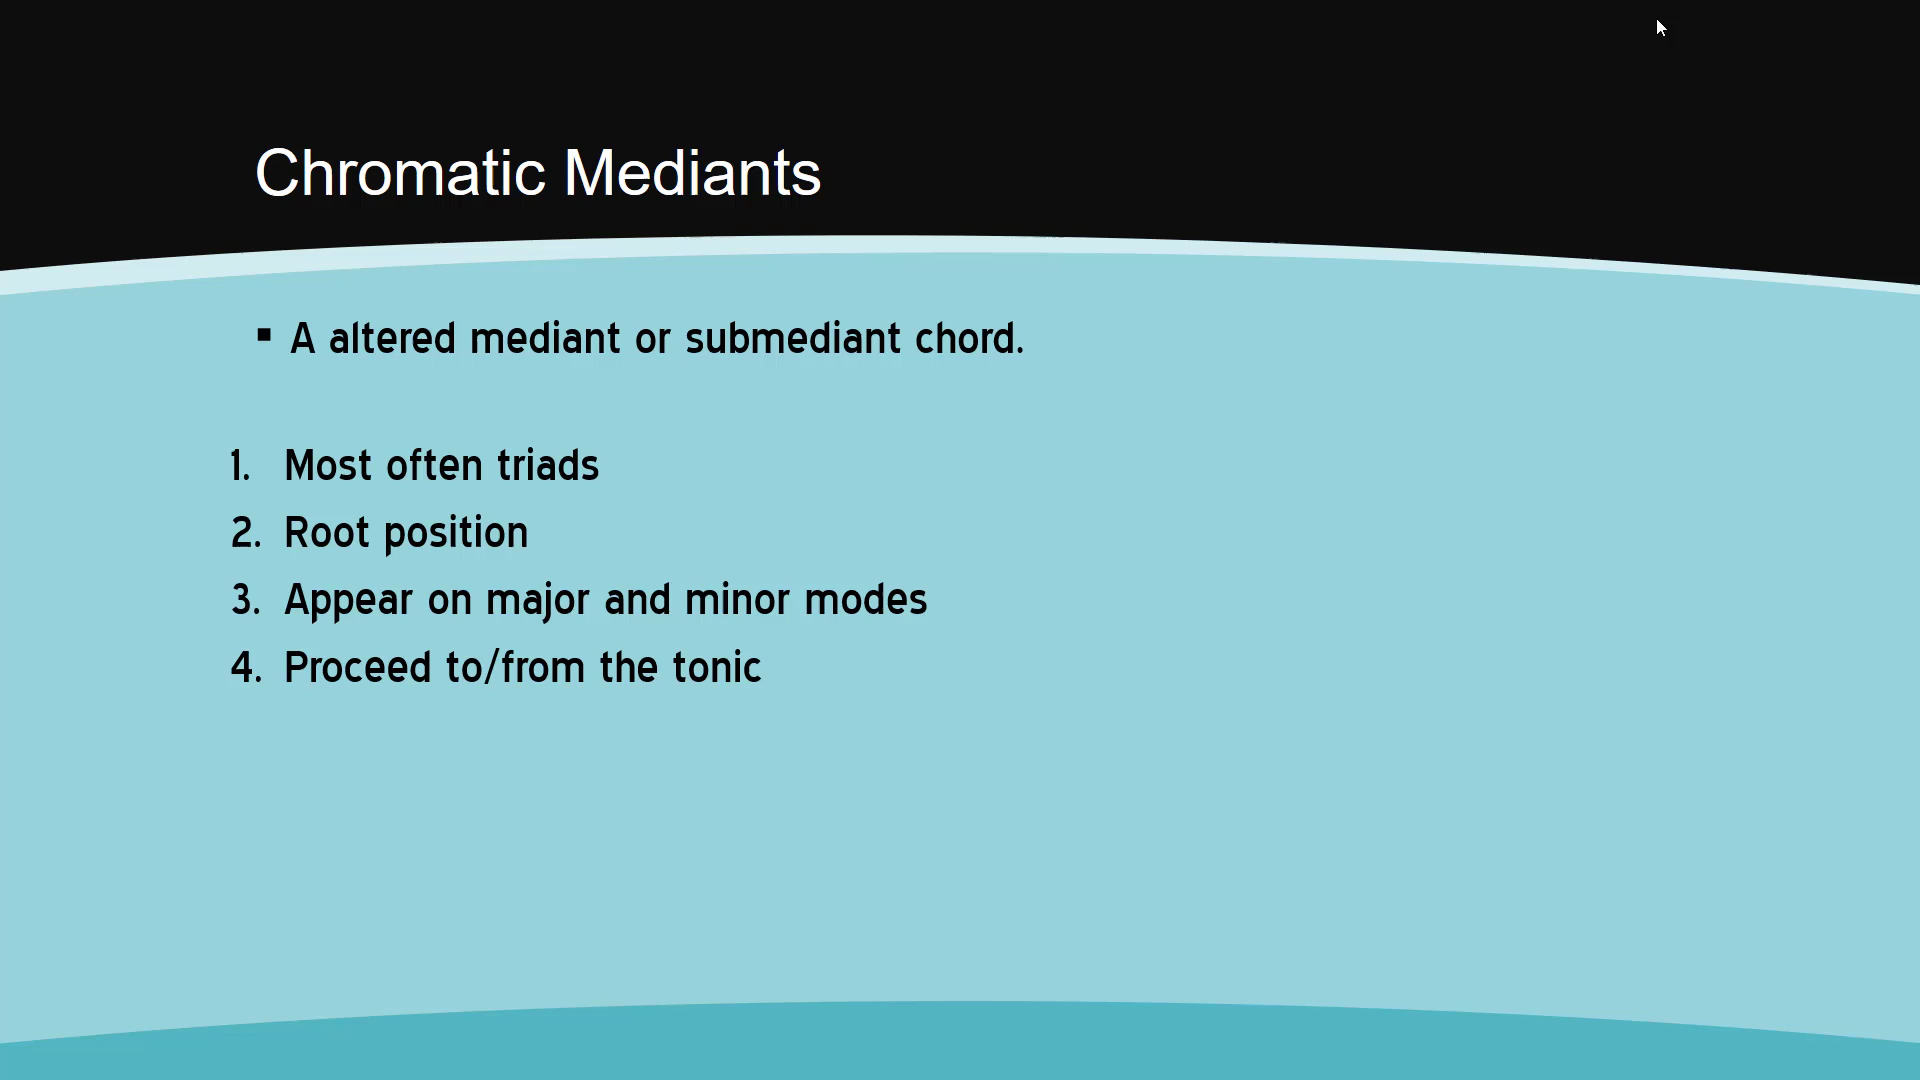 Chromatic Mediants
▪ A altered mediant or submediant chord.
1. Most often triads
2. Root position
3. Appear on major and minor modes
4. Proceed to/from the tonic